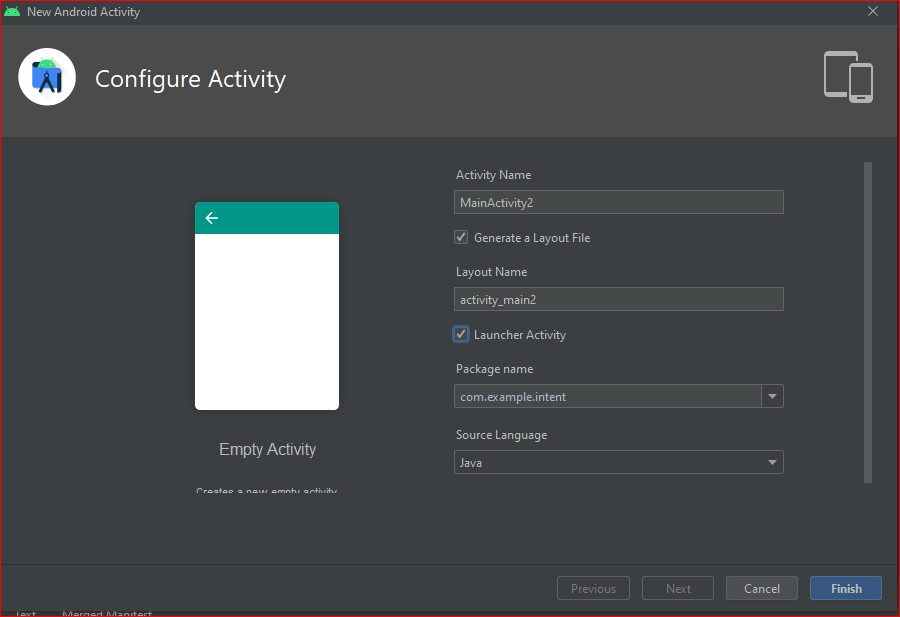 New Android Activity
Configure Activity
Activity Name
MainActivity2
Generate a Layout File
Layout Name
activity_main2
Launcher Activity
Package name
com.example.intent
Source Language
Java
Empty Activity
Creates a new empty activity
Previous
Next
Cancel
Finish
Text
Merged Manifest